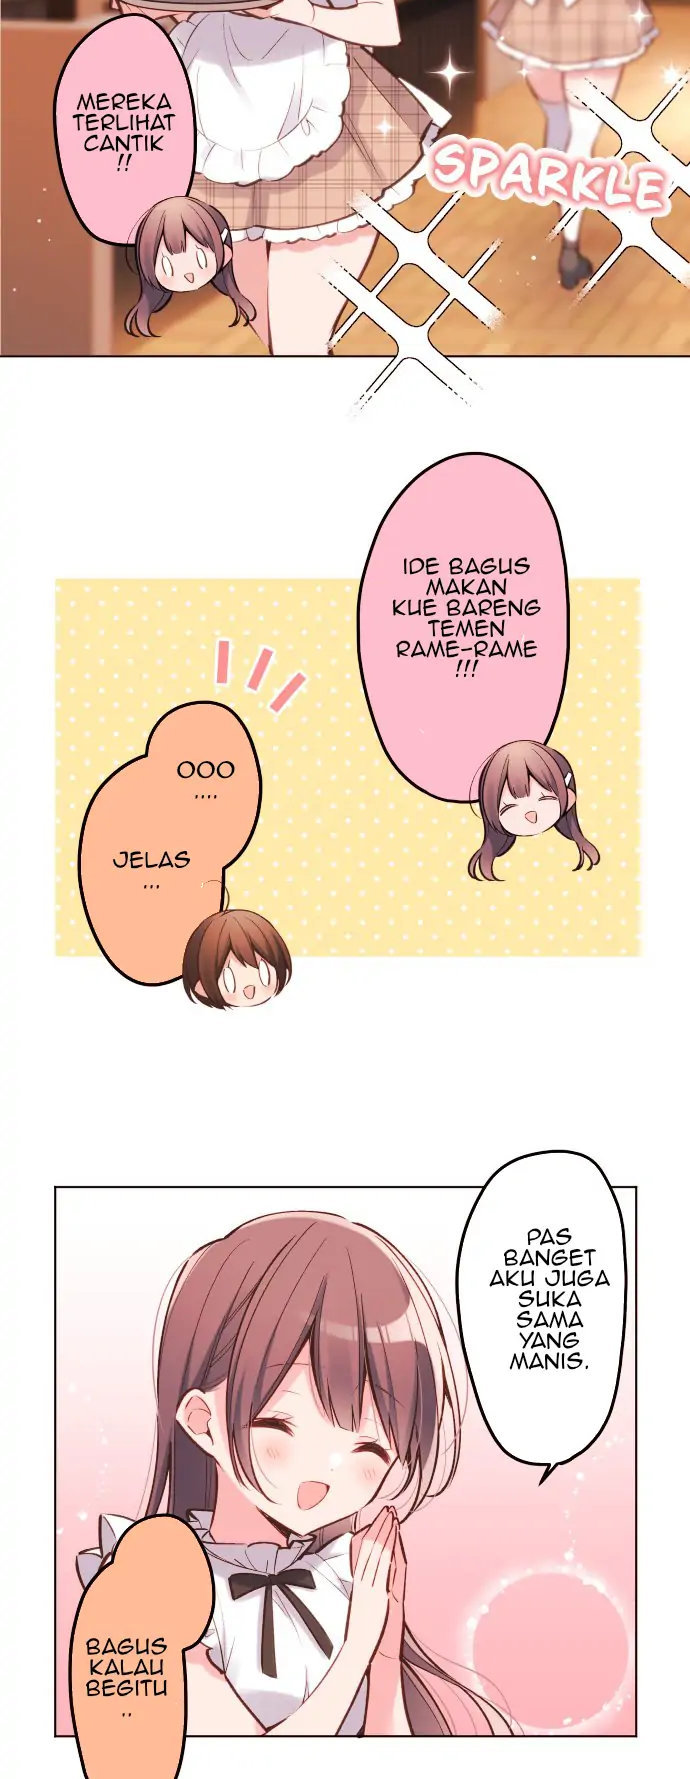 MEREKA
TERLIHAT
CANTIK
!!
SPARKLE
IDE BAGUS
MAKAN
KUE BARENG
TEMEN
RAME-RAME
!!!
OOO
....
JELAS
...
PAS
BANGET
AKU JUGA
SUKA
SAMA
YANG
MANIS.
BAGUS
KALAU
BEGITU
..